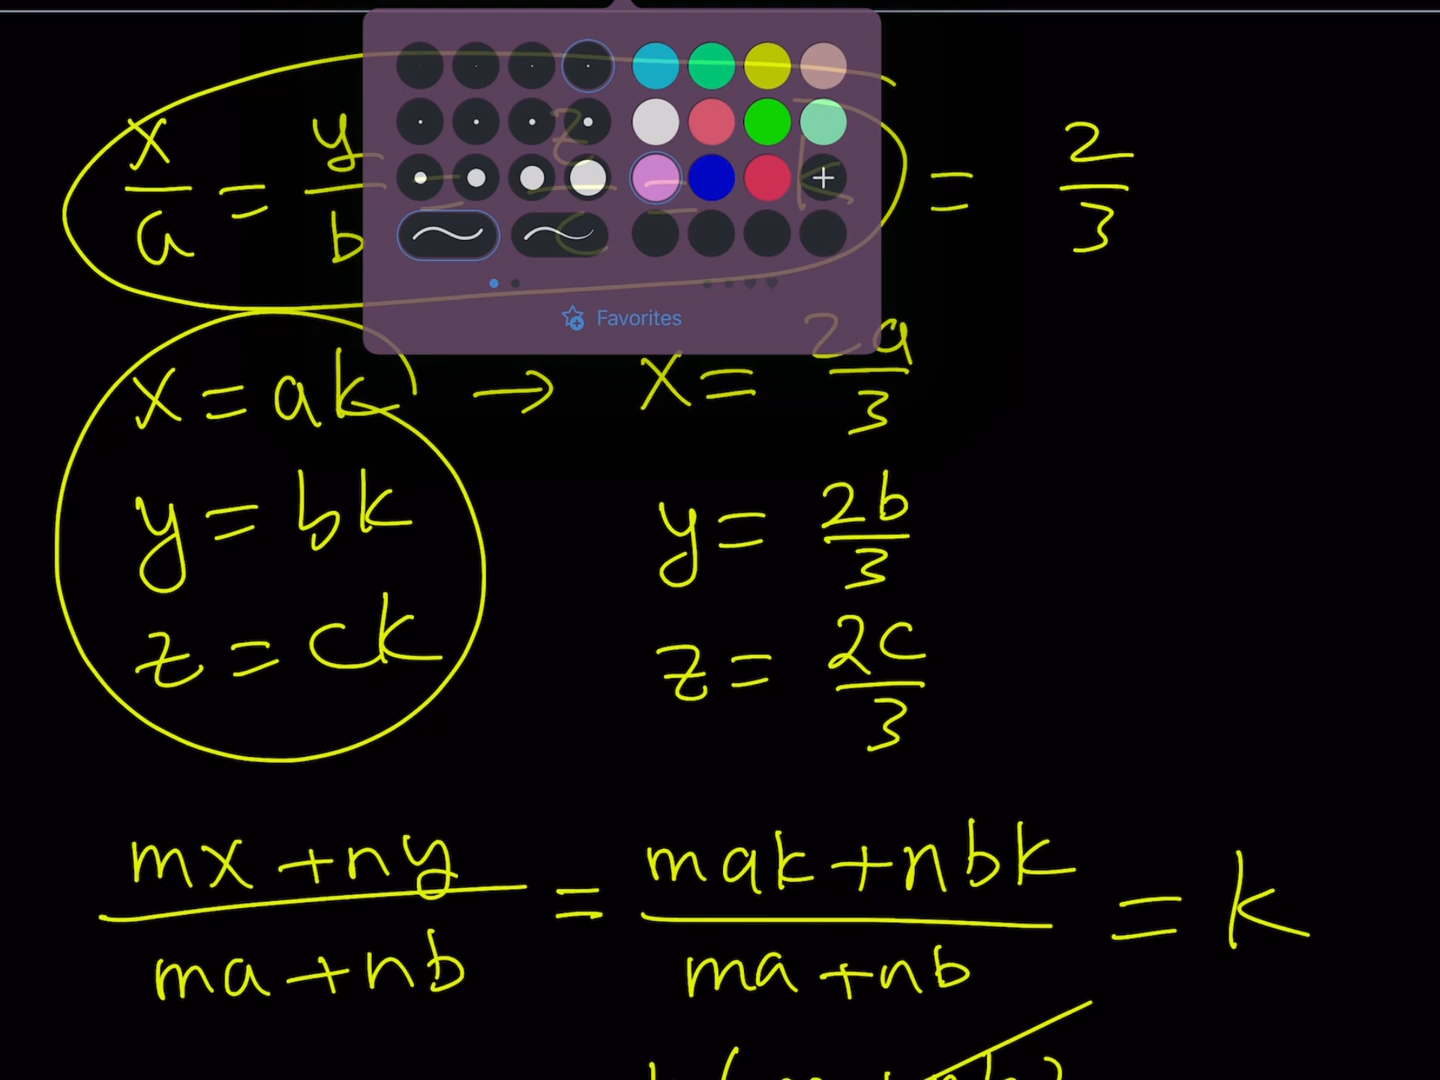 x/a = y/b = z/c = k = 2/3
Favorites
x = ak → x = 2a/3
y = bk y = 2b/3
z = ck z = 2c/3
(mx + ny)/(ma + nb) = (mak + nbk)/(ma + nb) = k